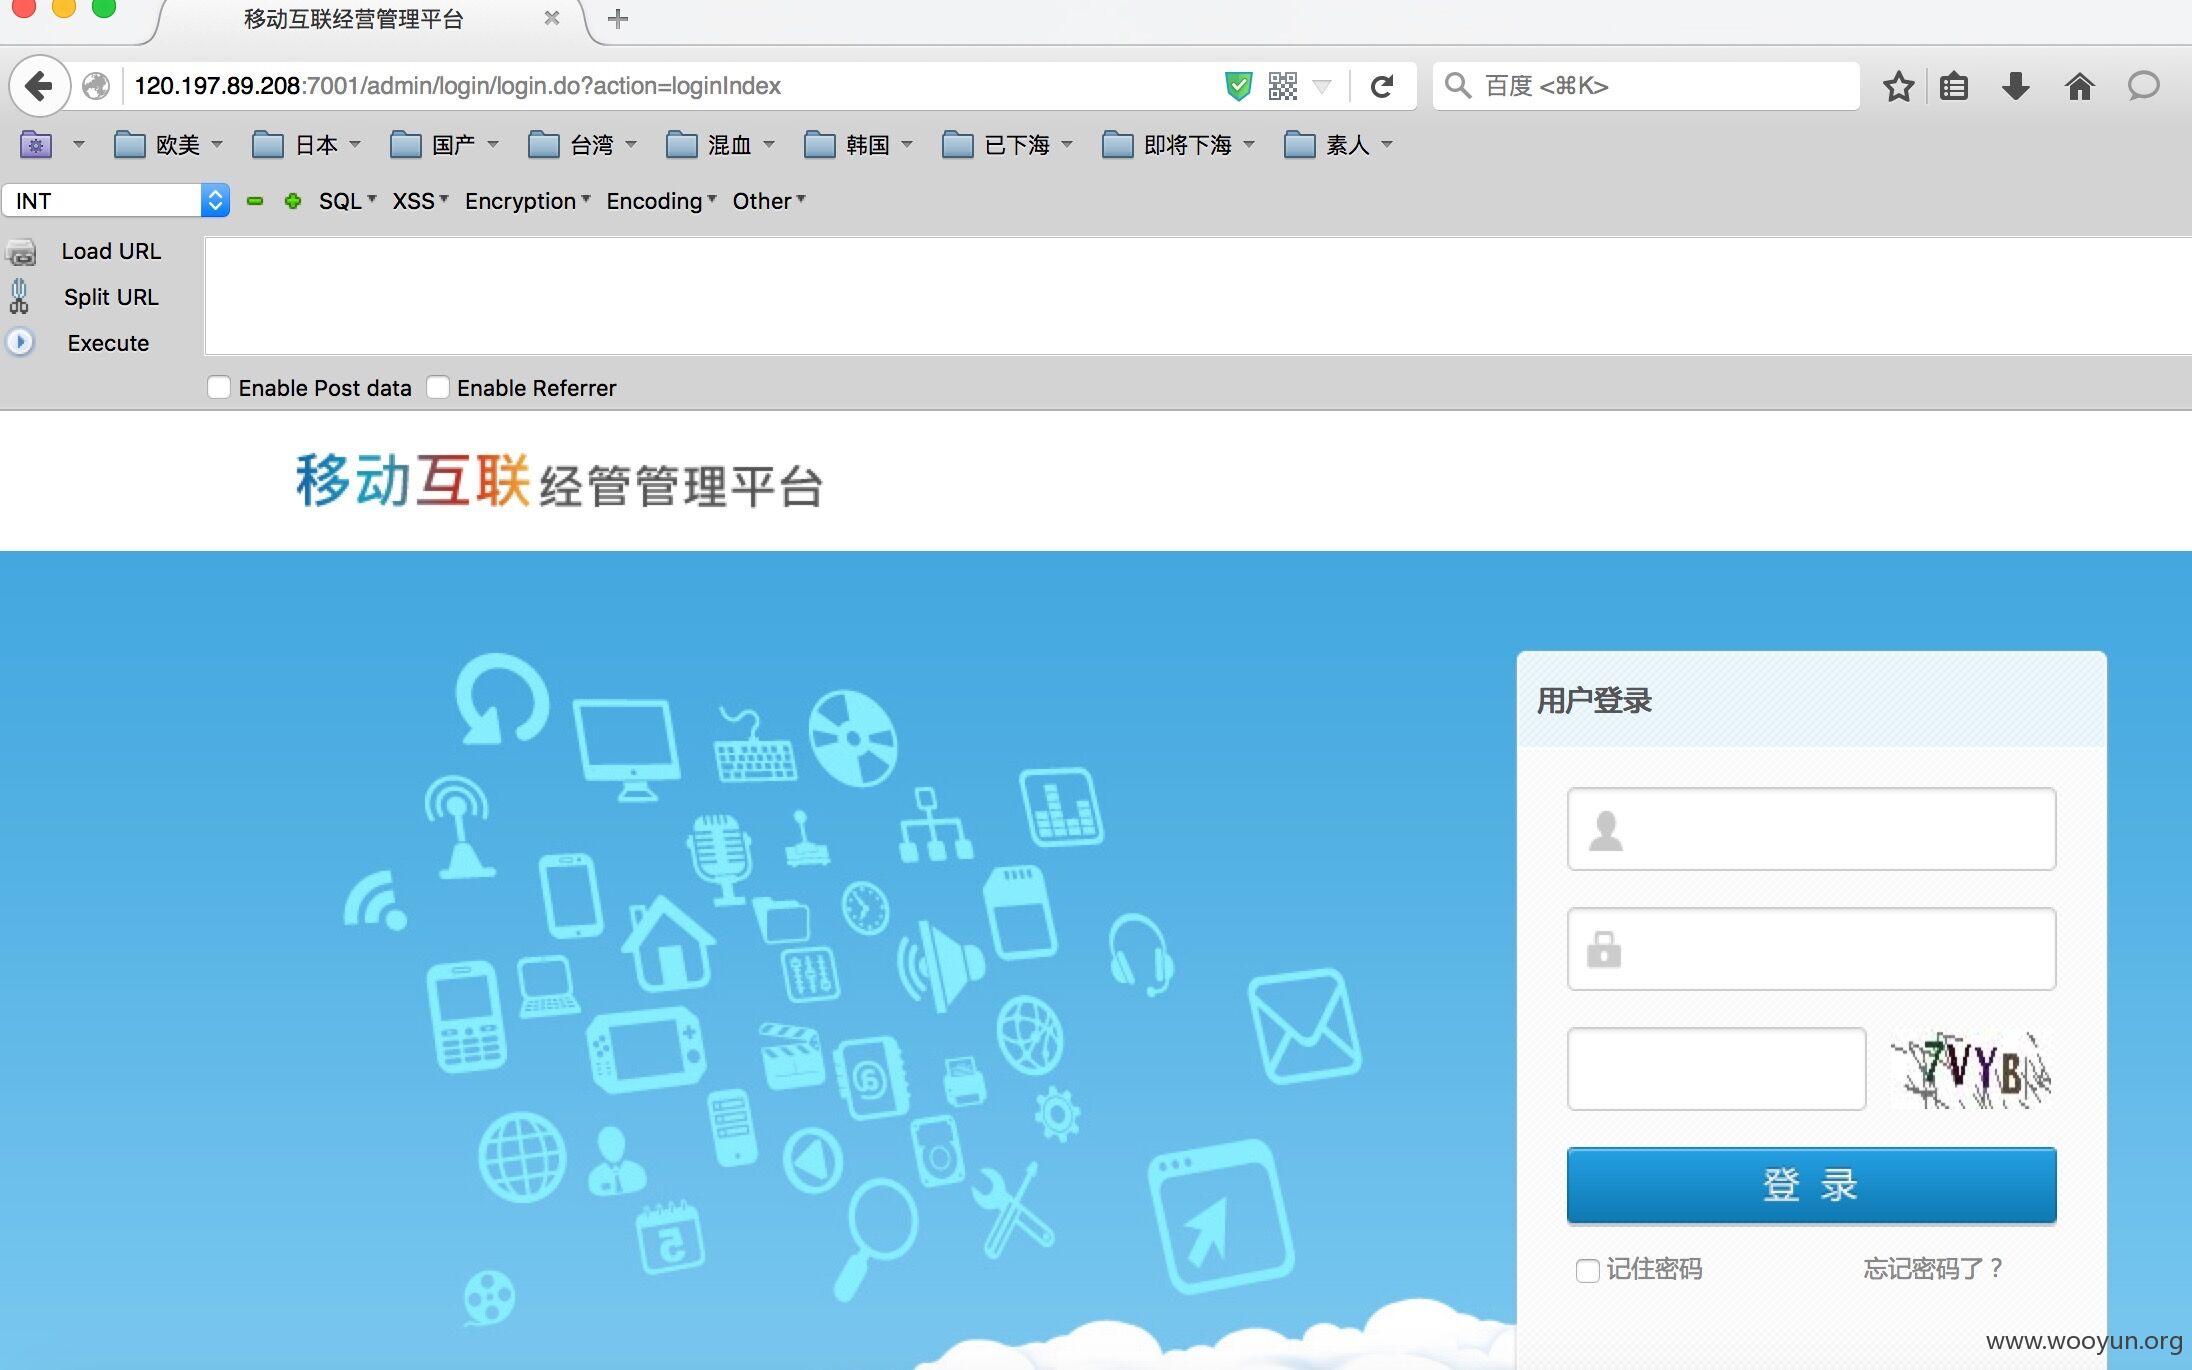 移动互联经营管理平台
120.197.89.208:7001/admin/login/login.do?action=loginIndex
百度 <⌘K>
欧美 日本 国产 台湾 混血 韩国 已下海 即将下海 素人
INT SQL XSS Encryption Encoding Other
Load URL
Split URL
Execute
Enable Post data Enable Referrer
移动互联经管管理平台
用户登录
7VYB
登 录
记住密码 忘记密码了？
www.wooyun.org